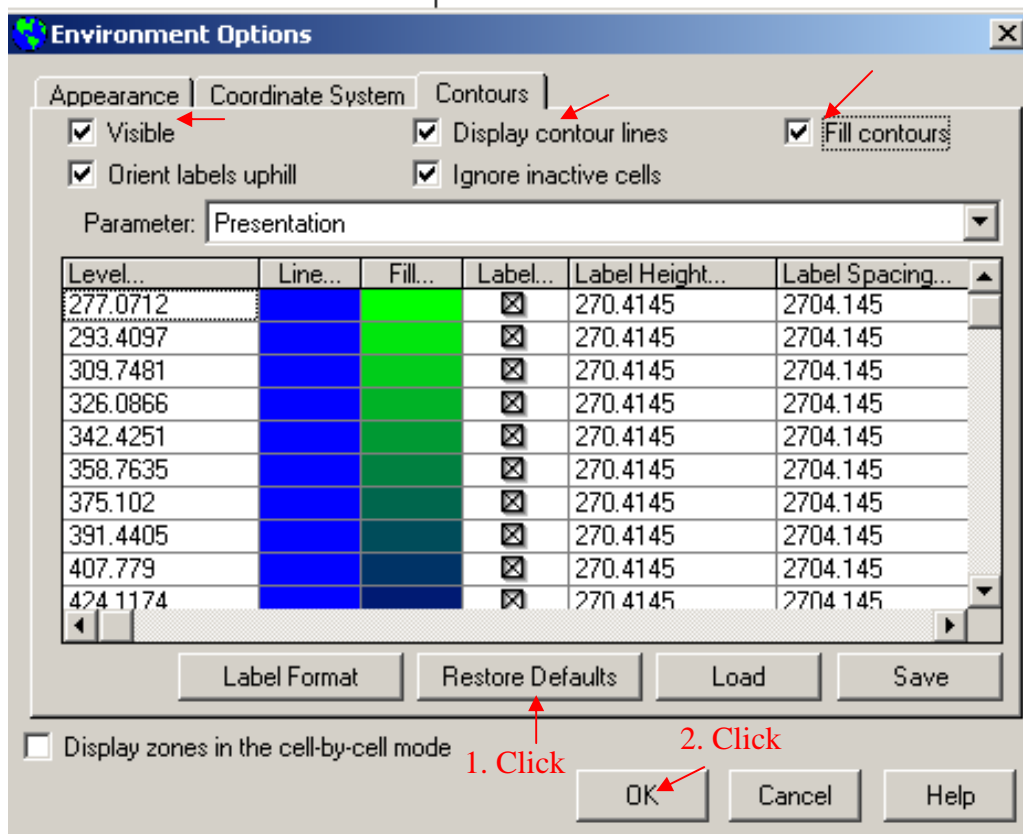 Environment Options
Appearance Coordinate System Contours
Visible Display contour lines Fill contours
Orient labels uphill Ignore inactive cells
Parameter: Presentation
Level... Line... Fill... Label... Label Height... Label Spacing...
277.0712 270.4145 2704.145
293.4097 270.4145 2704.145
309.7481 270.4145 2704.145
326.0866 270.4145 2704.145
342.4251 270.4145 2704.145
358.7635 270.4145 2704.145
375.102 270.4145 2704.145
391.4405 270.4145 2704.145
407.779 270.4145 2704.145
424.1174 270.4145 2704.145
Label Format Restore Defaults Load Save
Display zones in the cell-by-cell mode
1. Click 2. Click
OK Cancel Help